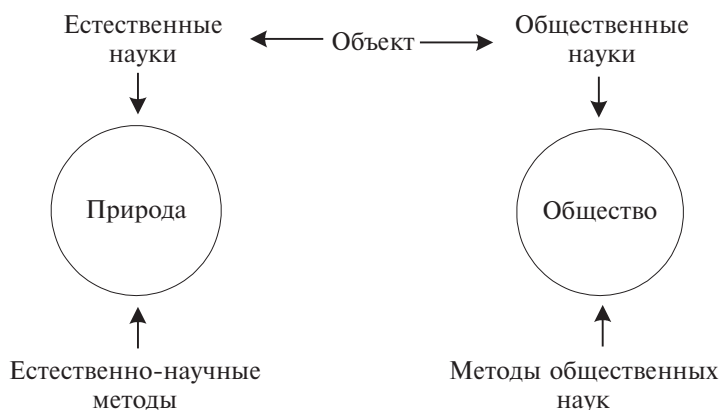 Естественные
науки
Объект
Общественные
науки
Природа
Общество
Естественно-научные
методы
Методы общественных
наук